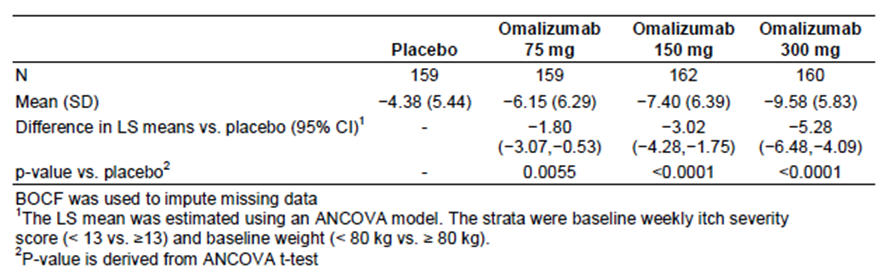 Placebo Omalizumab 75 mg Omalizumab 150 mg Omalizumab 300 mg
N 159 159 162 160
Mean (SD) −4.38 (5.44) −6.15 (6.29) −7.40 (6.39) −9.58 (5.83)
Difference in LS means vs. placebo (95% CI)1 - −1.80 (−3.07,−0.53) −3.02 (−4.28,−1.75) −5.28 (−6.48,−4.09)
p-value vs. placebo2 - 0.0055 <0.0001 <0.0001
BOCF was used to impute missing data
1The LS mean was estimated using an ANCOVA model. The strata were baseline weekly itch severity
score (< 13 vs. ≥13) and baseline weight (< 80 kg vs. ≥ 80 kg).
2P-value is derived from ANCOVA t-test